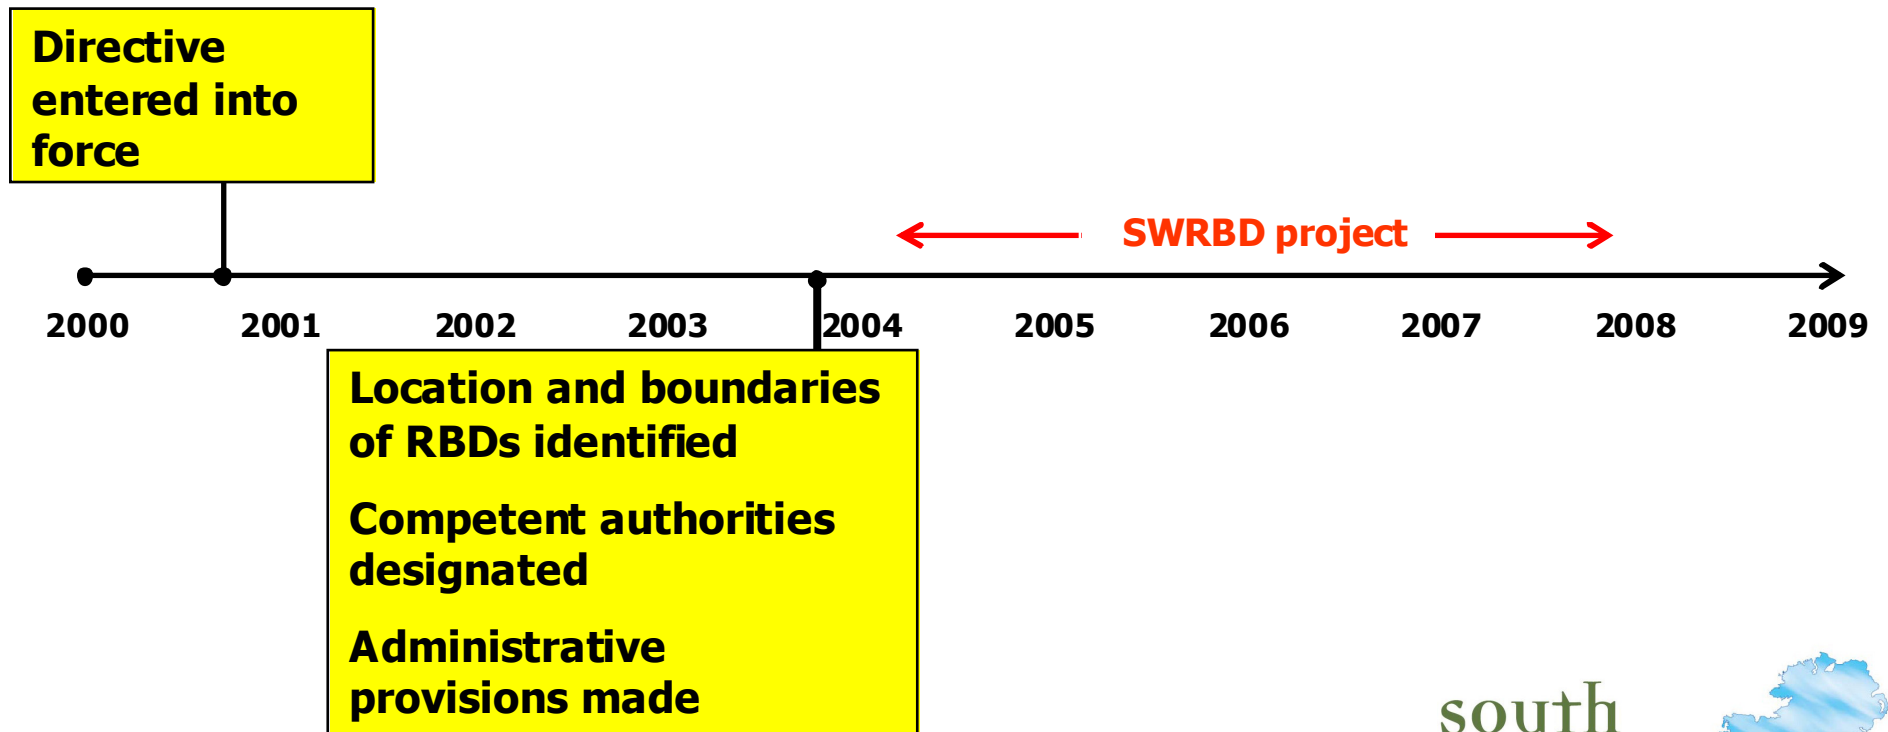 Directive
entered into
force
SWRBD project
2000 2001 2002 2003 2004 2005 2006 2007 2008 2009
Location and boundaries
of RBDs identified
Competent authorities
designated
Administrative
provisions made
south